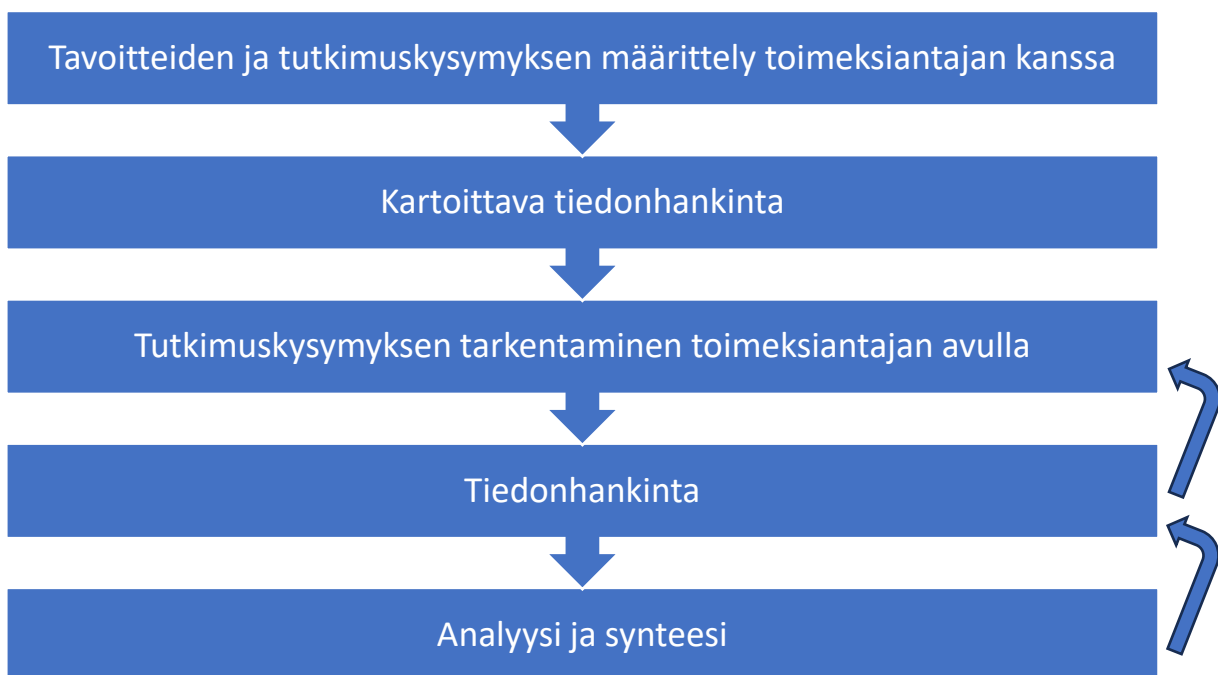 Tavoitteiden ja tutkimuskysymyksen määrittely toimeksiantajan kanssa
Kartoittava tiedonhankinta
Tutkimuskysymyksen tarkentaminen toimeksiantajan avulla
Tiedonhankinta
Analyysi ja synteesi